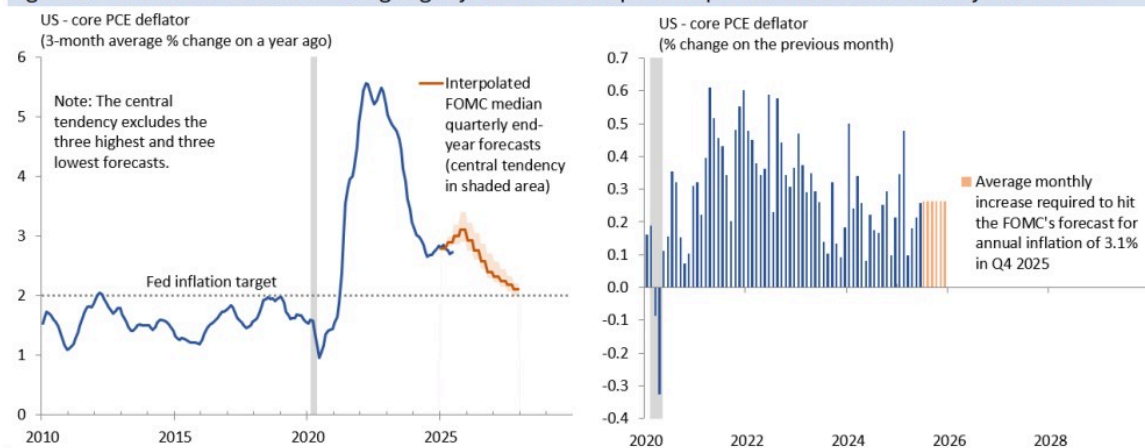 US - core PCE deflator
(3-month average % change on a year ago)
6
5
4
3
2
1
0
Note: The central
tendency excludes the
three highest and three
lowest forecasts.
Interpolated
FOMC median
quarterly end-
year forecasts
(central tendency
in shaded area)
Fed inflation target
2010
2015
2020
2025
US - core PCE deflator
(% change on the previous month)
0.7
0.6
0.5
0.4
0.3
0.2
0.1
0.0
-0.1
-0.2
-0.3
-0.4
Average monthly
increase required to hit
the FOMC's forecast for
annual inflation of 3.1%
in Q4 2025
2020
2022
2024
2026
2028